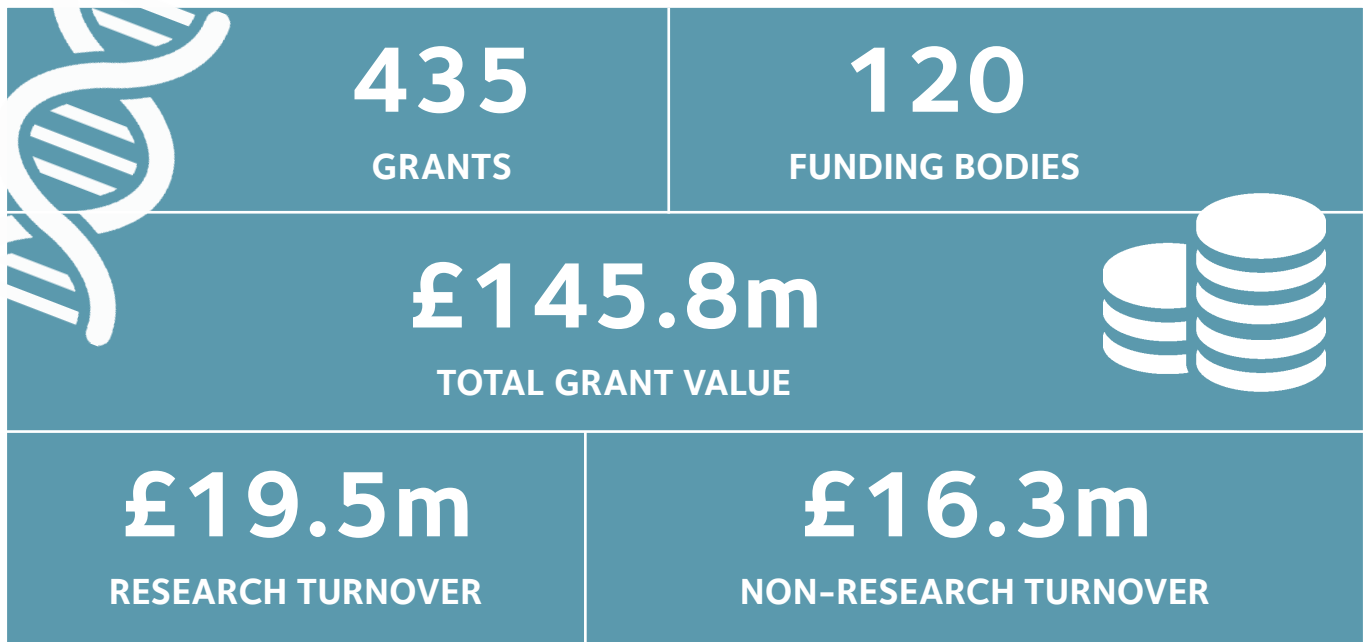 435
GRANTS
120
FUNDING BODIES
£145.8m
TOTAL GRANT VALUE
£19.5m
RESEARCH TURNOVER
£16.3m
NON-RESEARCH TURNOVER